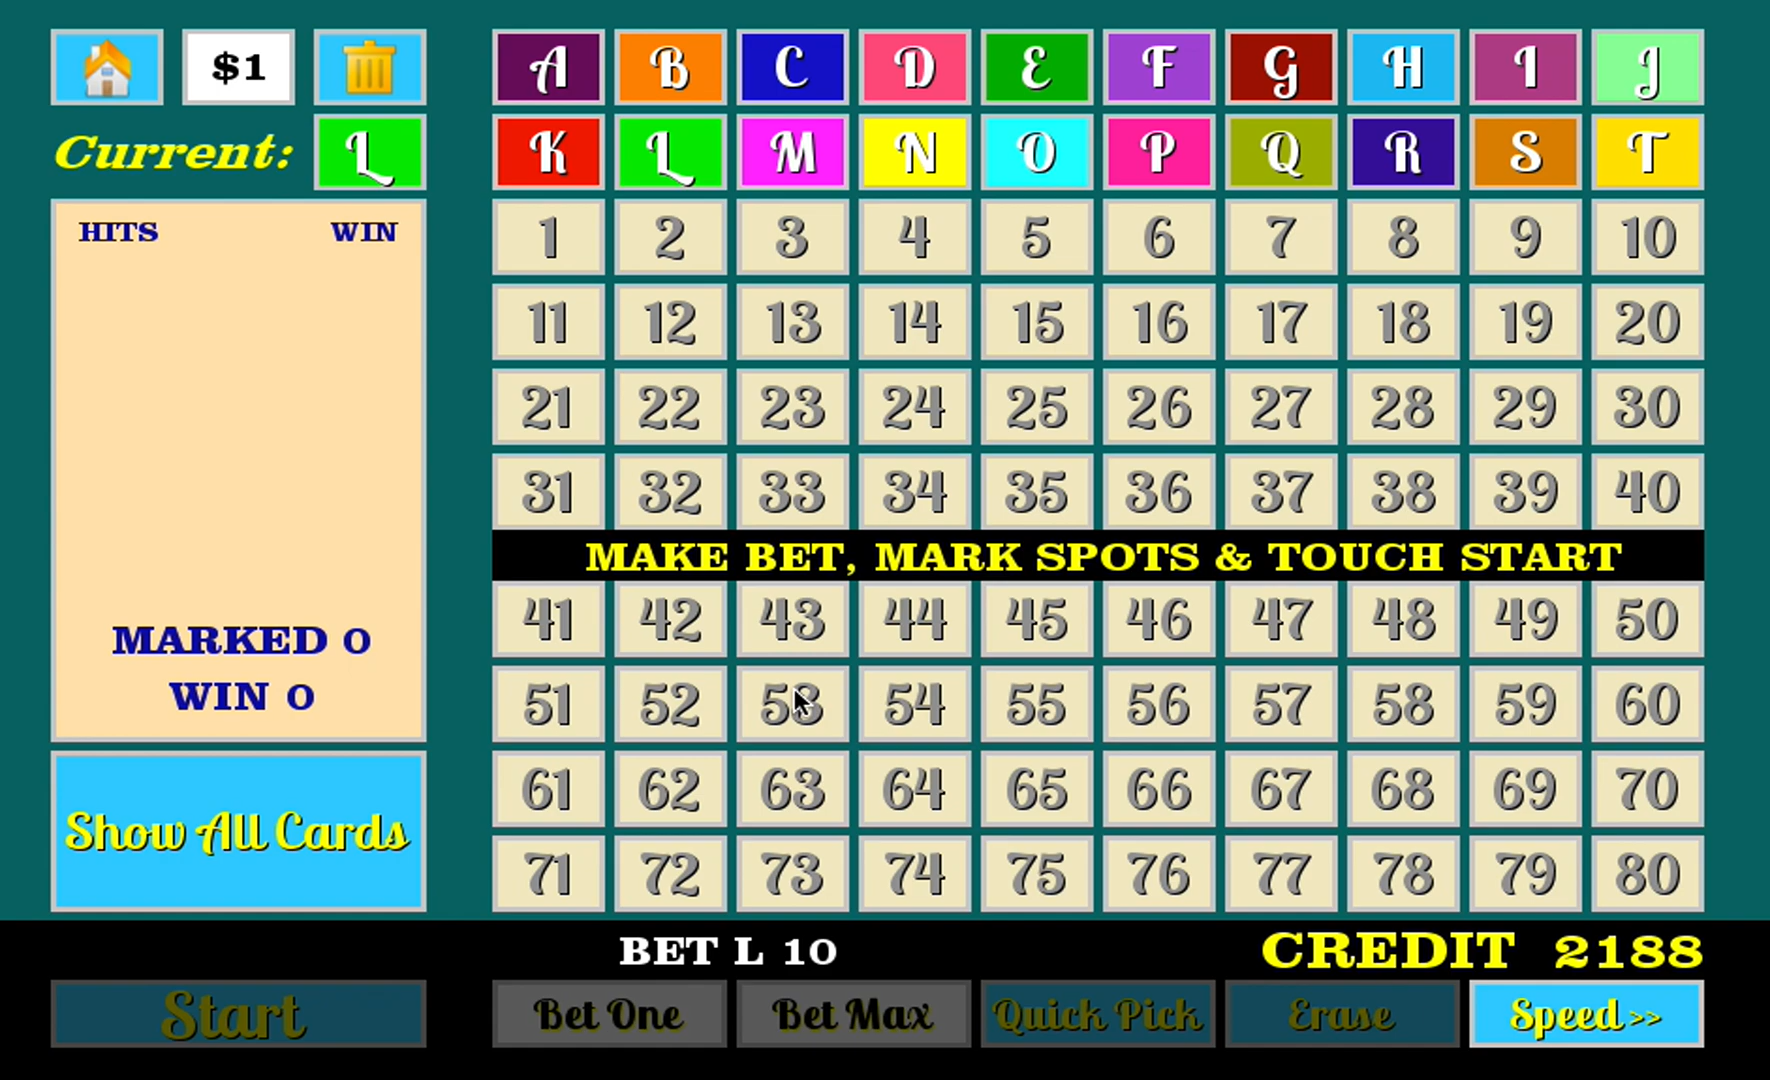 $1
A B C D E F G H I J
Current: L
K L M N O P Q R S T
HITS WIN
1 2 3 4 5 6 7 8 9 10
11 12 13 14 15 16 17 18 19 20
21 22 23 24 25 26 27 28 29 30
31 32 33 34 35 36 37 38 39 40
MAKE BET, MARK SPOTS & TOUCH START
41 42 43 44 45 46 47 48 49 50
MARKED 0
WIN 0
51 52 53 54 55 56 57 58 59 60
61 62 63 64 65 66 67 68 69 70
Show All Cards
71 72 73 74 75 76 77 78 79 80
BET L 10
CREDIT 2188
Start
Bet One
Bet Max
Quick Pick
Erase
Speed >>